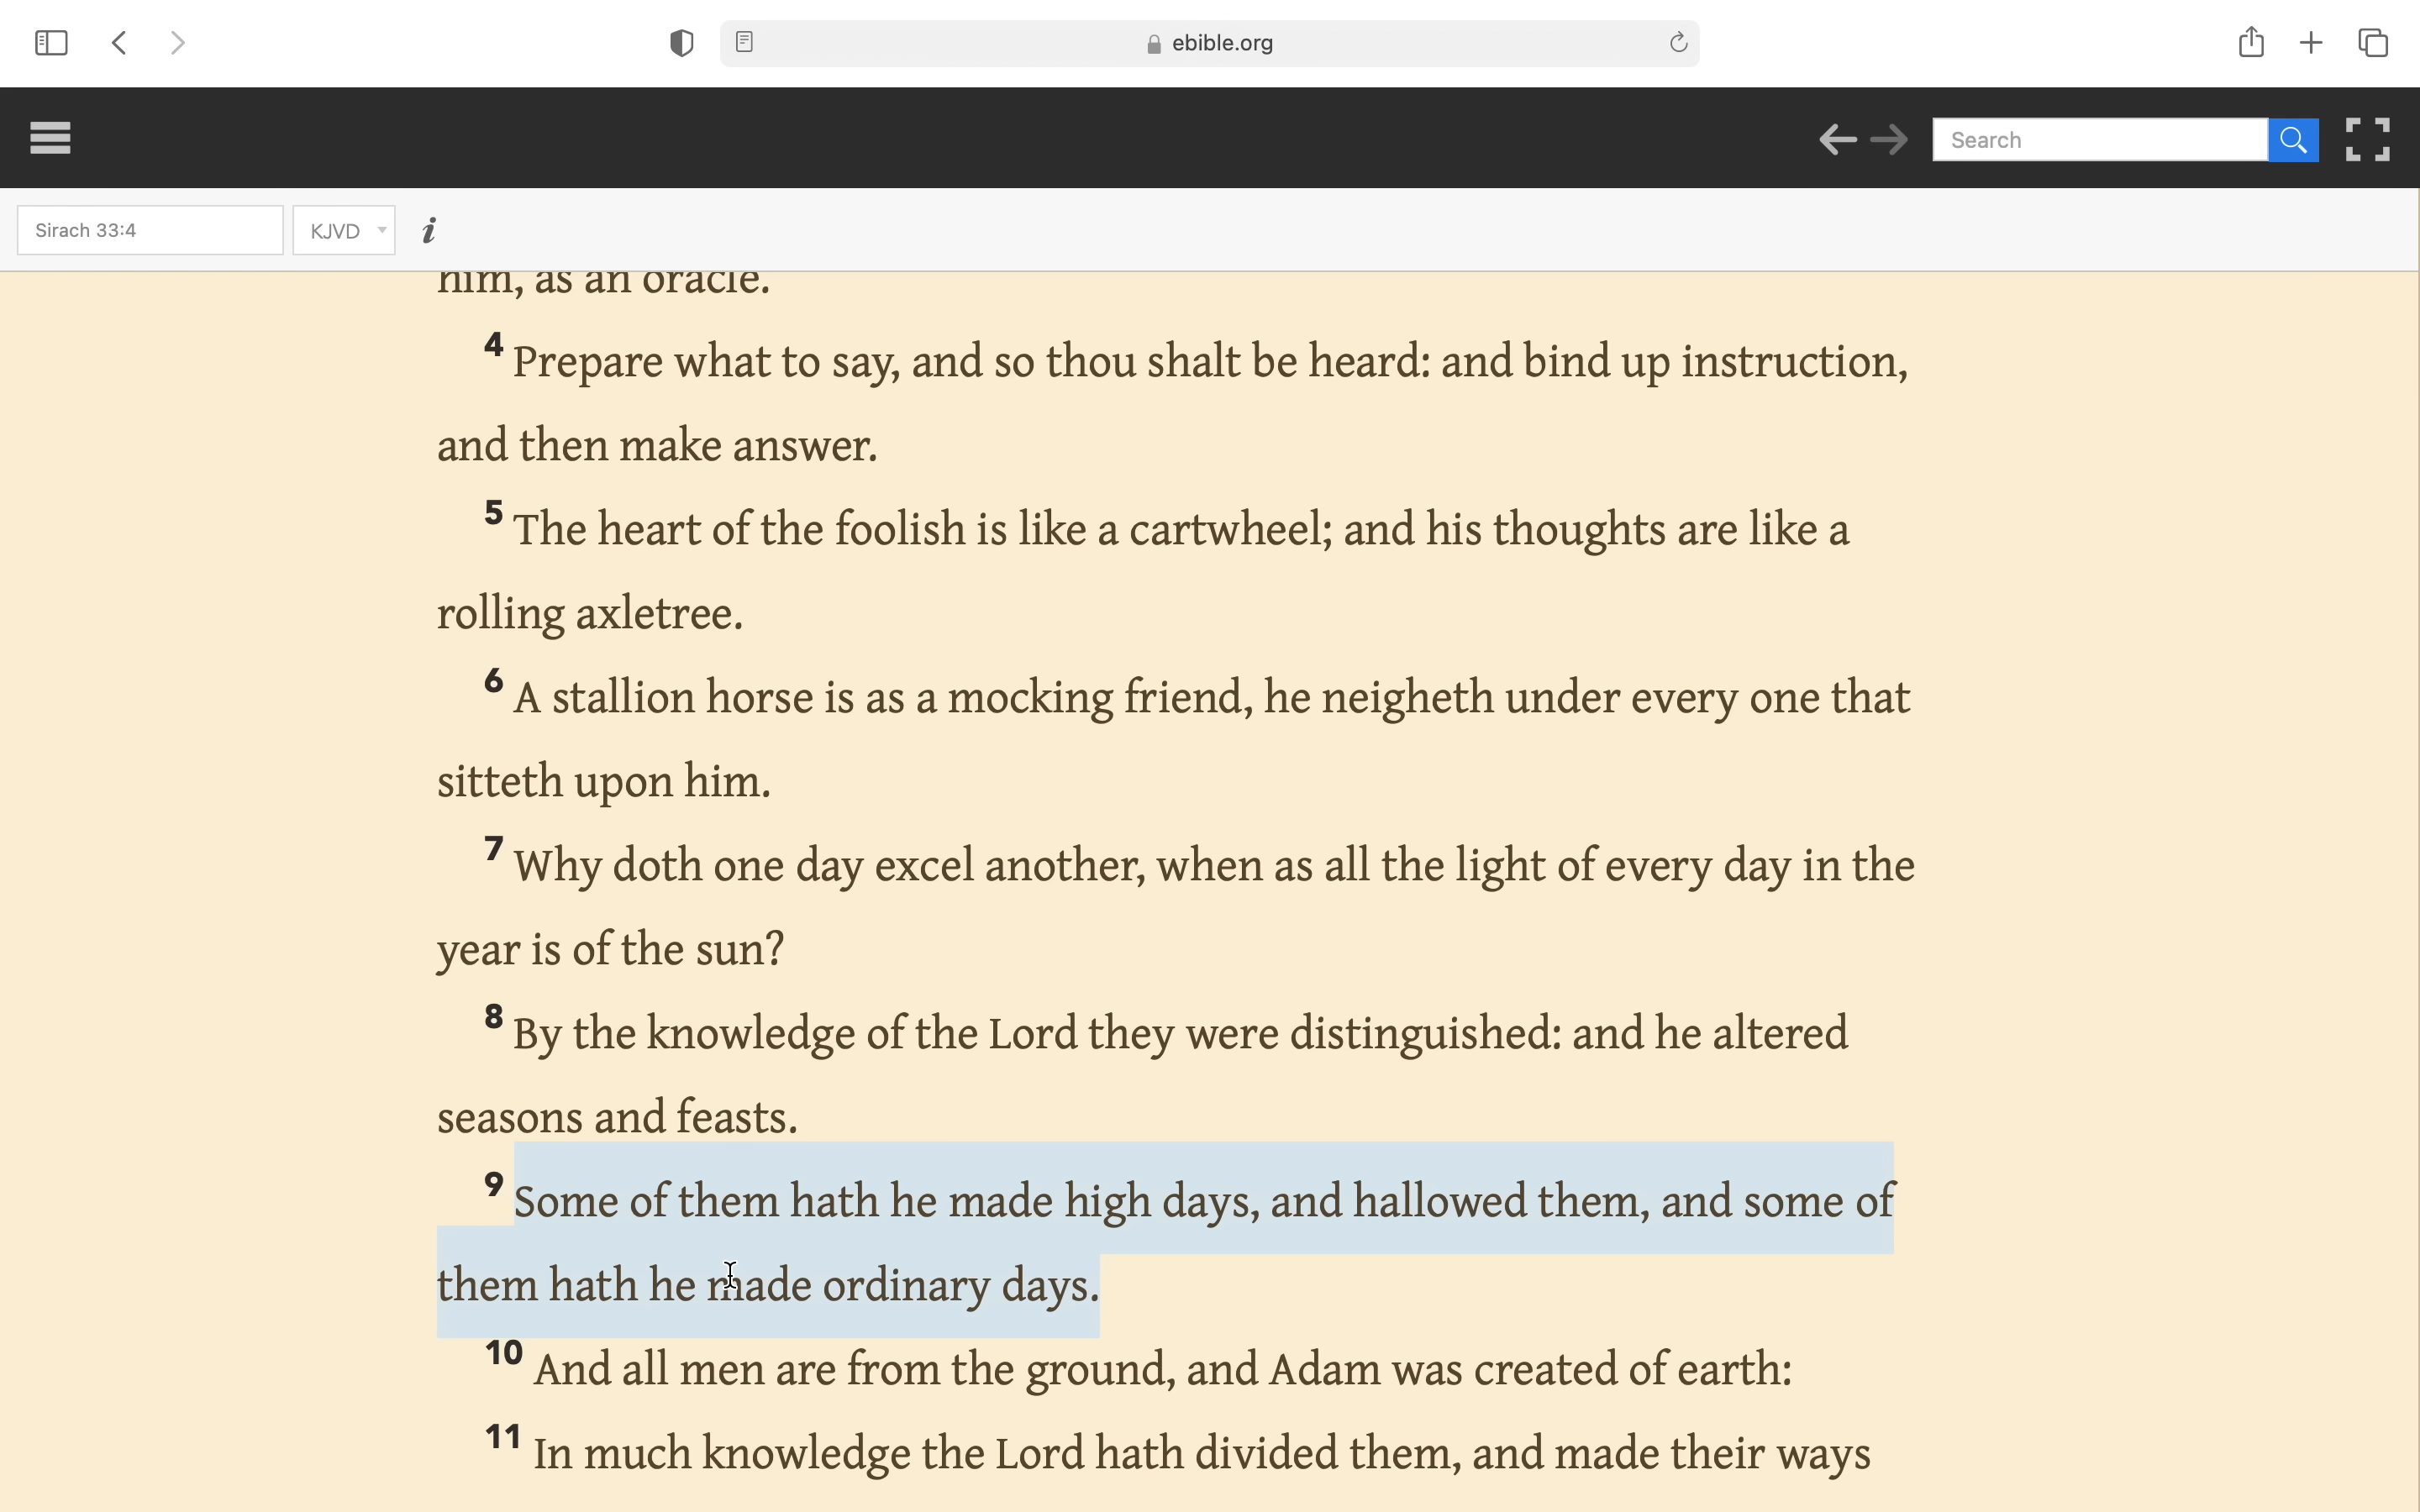 ebible.org
Search
Sirach 33:4
KJVD
i
him, as an oracle.
4 Prepare what to say, and so thou shalt be heard: and bind up instruction,
and then make answer.
5 The heart of the foolish is like a cartwheel; and his thoughts are like a
rolling axletree.
6 A stallion horse is as a mocking friend, he neigheth under every one that
sitteth upon him.
7 Why doth one day excel another, when as all the light of every day in the
year is of the sun?
8 By the knowledge of the Lord they were distinguished: and he altered
seasons and feasts.
9 Some of them hath he made high days, and hallowed them, and some of
them hath he made ordinary days.
10 And all men are from the ground, and Adam was created of earth:
11 In much knowledge the Lord hath divided them, and made their ways